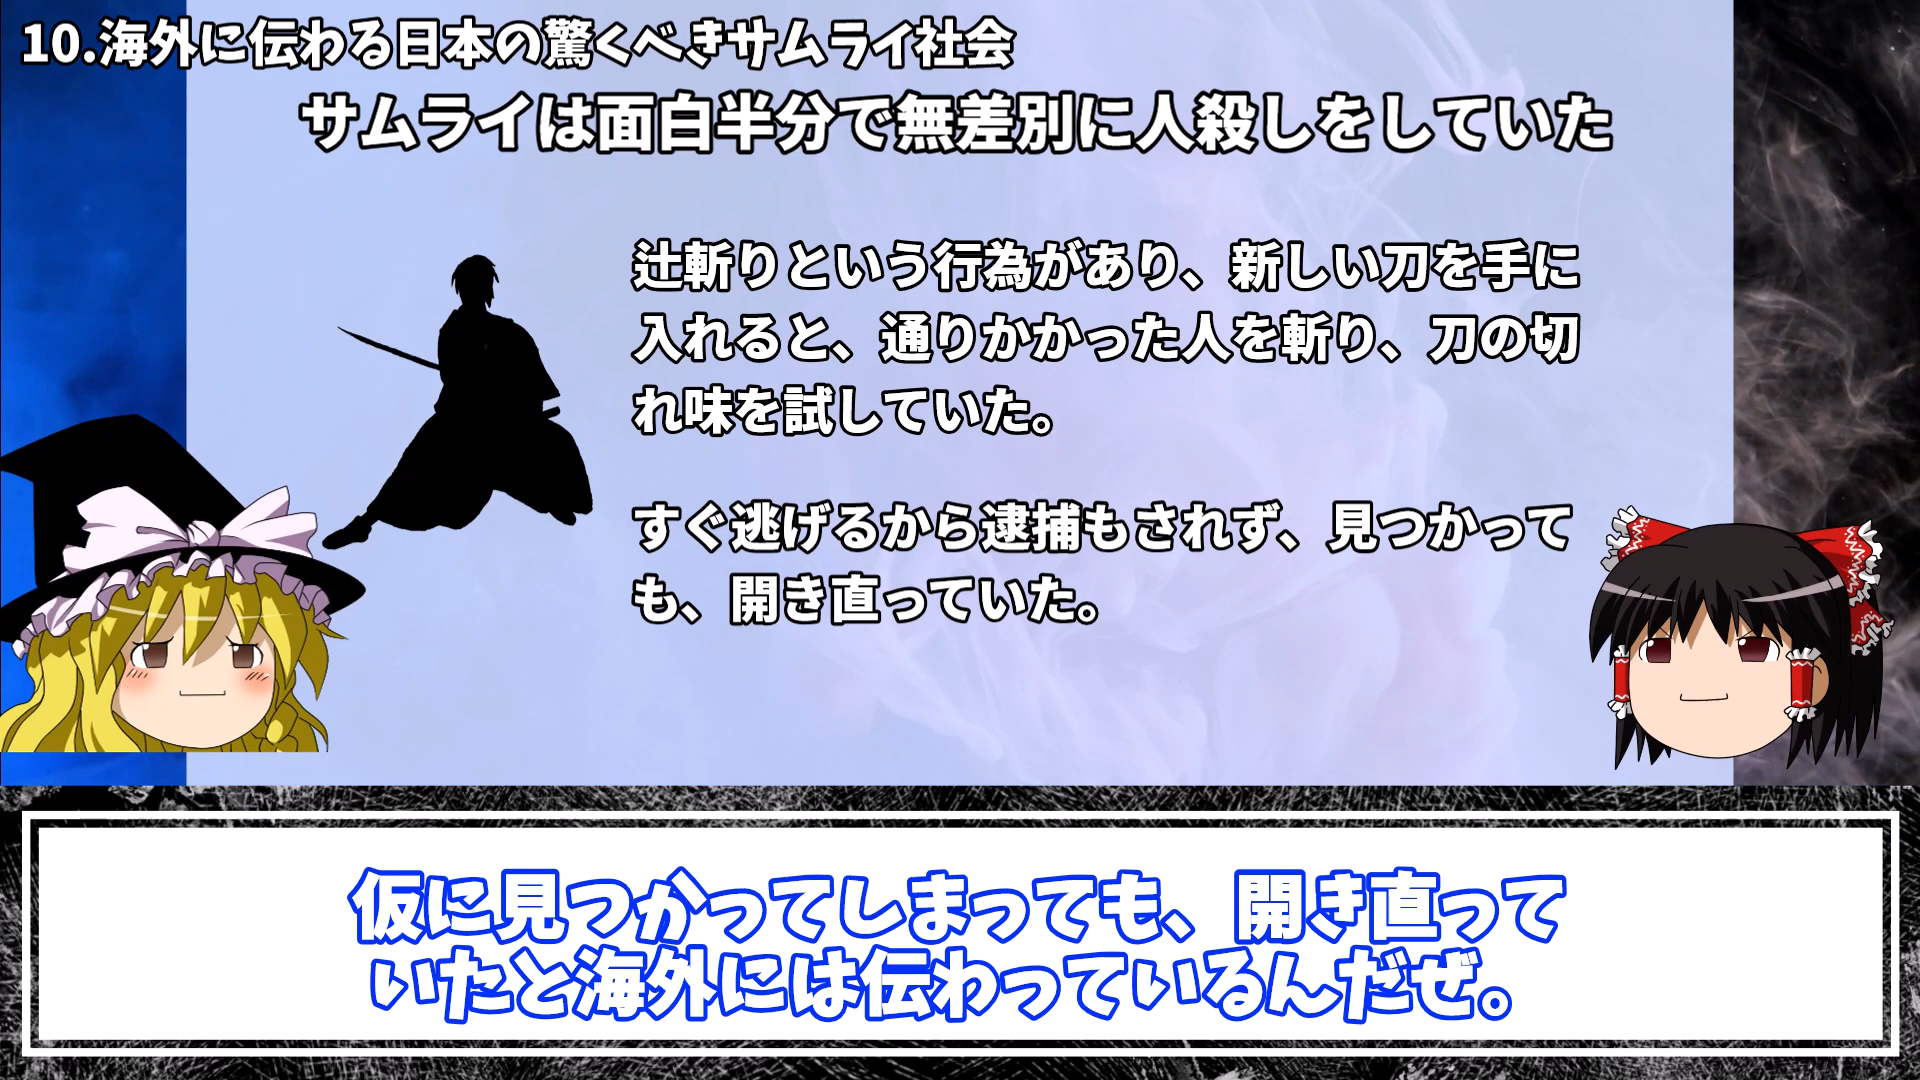 10.海外に伝わる日本の驚くべきサムライ社会
サムライは面白半分で無差別に人殺しをしていた
辻斬りという行為があり、新しい刀を手に
入れると、通りかかった人を斬り、刀の切
れ味を試していた。
すぐ逃げるから逮捕もされず、見つかって
も、開き直っていた。
仮に見つかってしまっても、開き直って
いたと海外には伝わっているんだぜ。